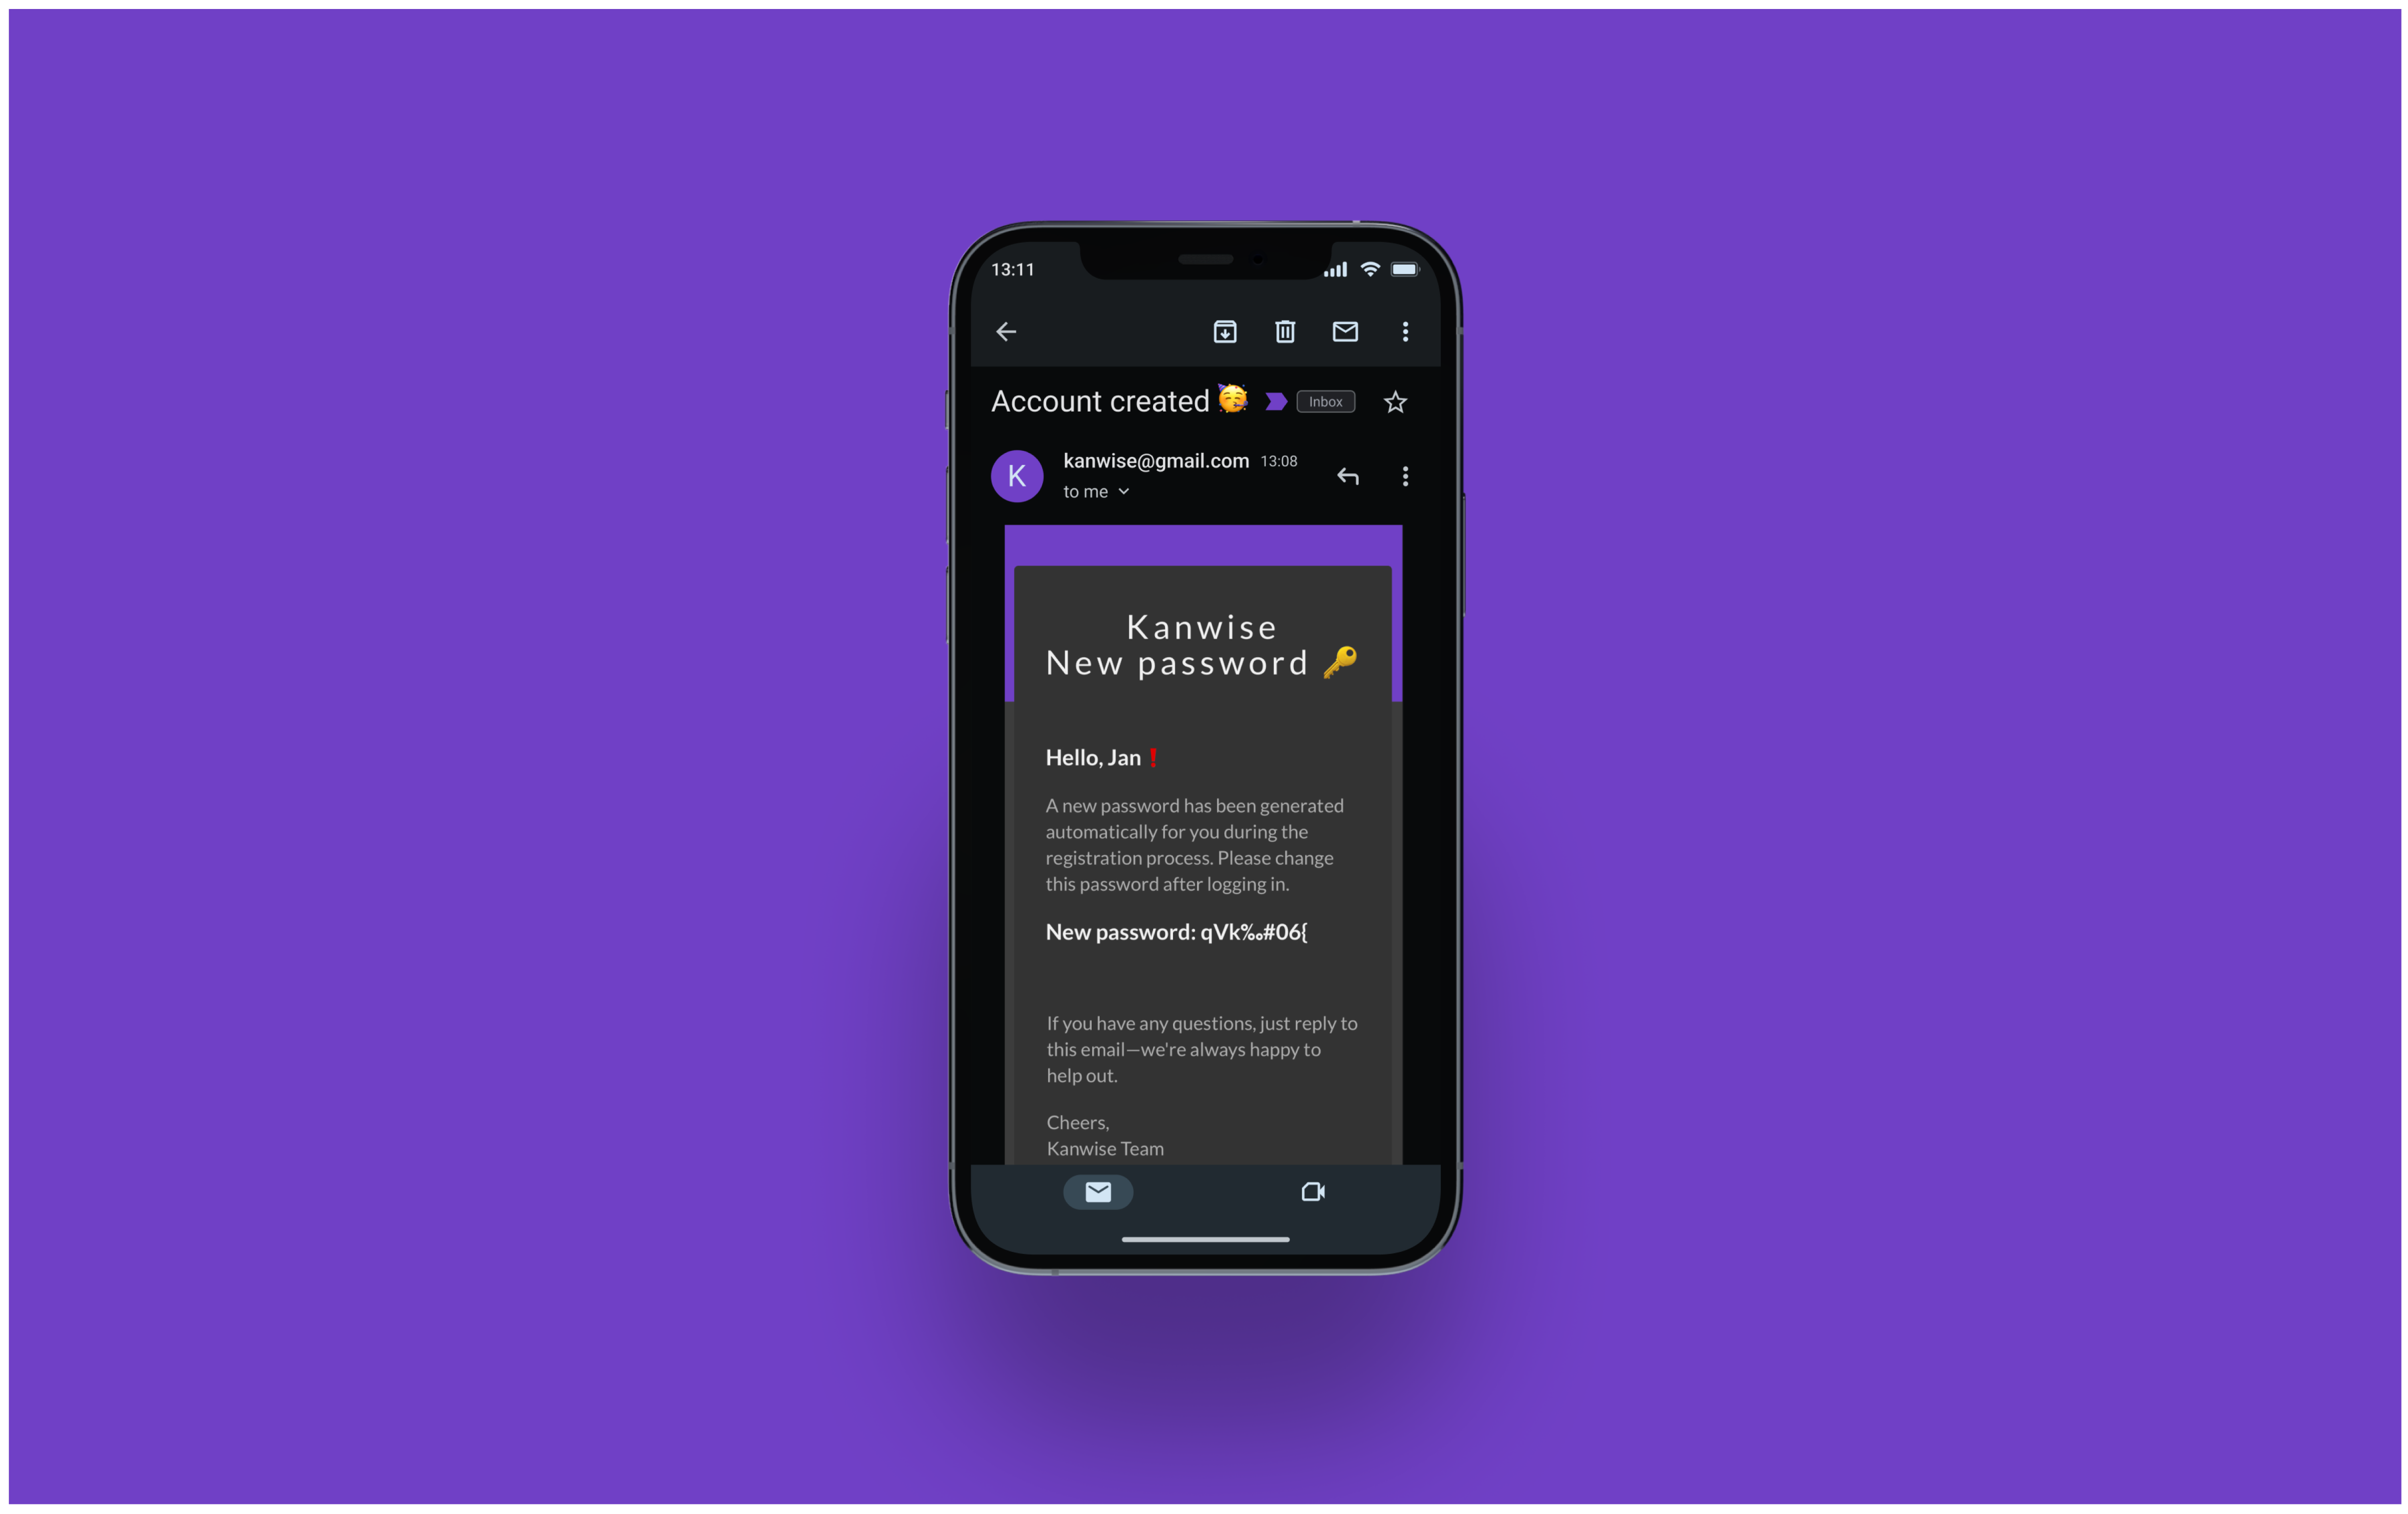 13:11
Account created 🥳 Inbox
K
kanwise@gmail.com 13:08
to me
Kanwise
New password 🔑
Hello, Jan❗
A new password has been generated
automatically for you during the
registration process. Please change
this password after logging in.
New password: qVk%‰#06{
If you have any questions, just reply to
this email—we're always happy to
help out.
Cheers,
Kanwise Team